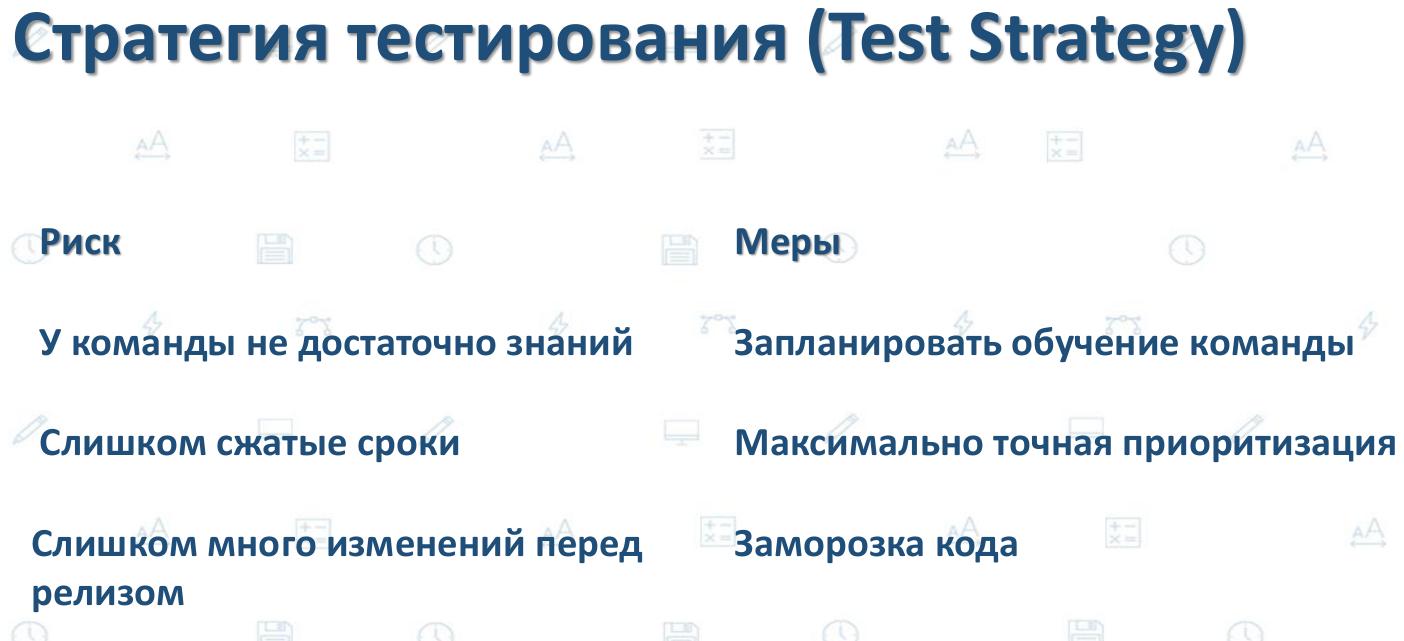 Стратегия тестирования (Test Strategy)
Риск
Меры
У команды не достаточно знаний
Запланировать обучение команды
Слишком сжатые сроки
Максимально точная приоритизация
Слишком много изменений перед
релизом
Заморозка кода